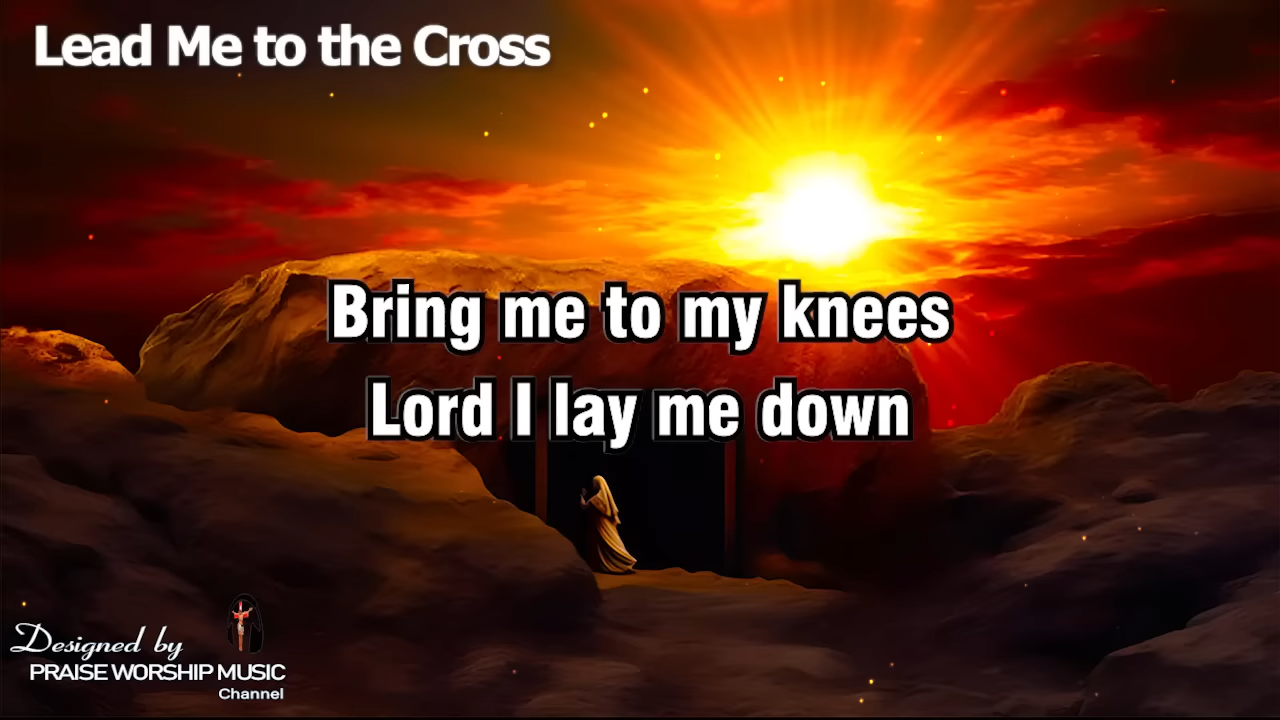 Lead Me to the Cross
Bring me to my knees
Lord I lay me down
Designed by
PRAISE WORSHIP MUSIC
Channel